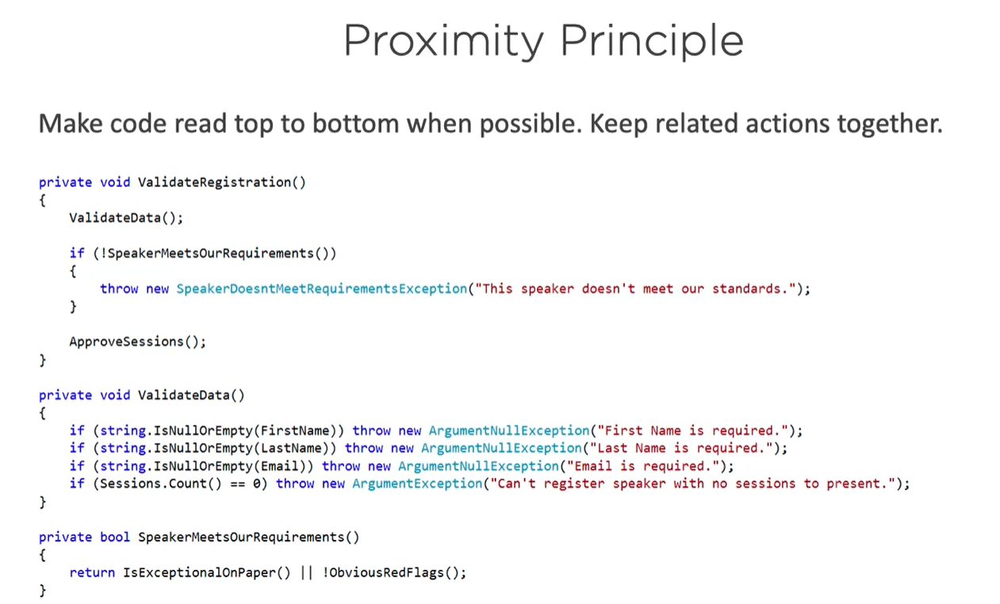 Proximity Principle
Make code read top to bottom when possible. Keep related actions together.
private void ValidateRegistration()
{
    ValidateData();
    if (!SpeakerMeetsOurRequirements())
    {
        throw new SpeakerDoesntMeetRequirementsException("This speaker doesn't meet our standards.");
    }
    ApproveSessions();
}
private void ValidateData()
{
    if (string.IsNullOrEmpty(FirstName)) throw new ArgumentNullException("First Name is required.");
    if (string.IsNullOrEmpty(LastName)) throw new ArgumentNullException("Last Name is required.");
    if (string.IsNullOrEmpty(Email)) throw new ArgumentNullException("Email is required.");
    if (Sessions.Count() == 0) throw new ArgumentException("Can't register speaker with no sessions to present.");
}
private bool SpeakerMeetsOurRequirements()
{
    return IsExceptionalOnPaper() || !ObviousRedFlags();
}